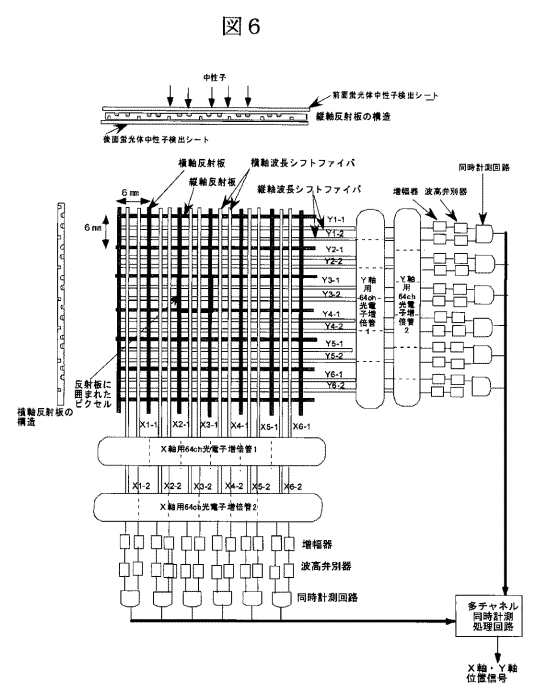 図６
中性子
前面蛍光体中性子検出シート
縦軸反射板の構造
後面蛍光体中性子検出シート
横軸反射板
横軸波長シフトファイバ
同時計測回路
6mm
縦軸反射板
縦軸波長シフトファイバ
増幅器 波高弁別器
6mm
Y1-1
Y1-2
Y2-1
Y2-2
Y3-1
Y3-2
Y4-1
Y4-2
Y5-1
Y5-2
Y6-1
Y6-2
Y軸用64ch光電子増倍管1
Y軸用64ch光電子増倍管2
反射板に
囲まれた
ピクセル
横軸反射板の
構造
X1-1 X2-1 X3-1 X4-1 X5-1 X6-1
X軸用64ch光電子増倍管1
X1-2 X2-2 X3-2 X4-2 X5-2 X6-2
X軸用64ch光電子増倍管2
増幅器
波高弁別器
同時計測回路
多チャネル
同時計測
処理回路
X軸・Y軸
位置信号